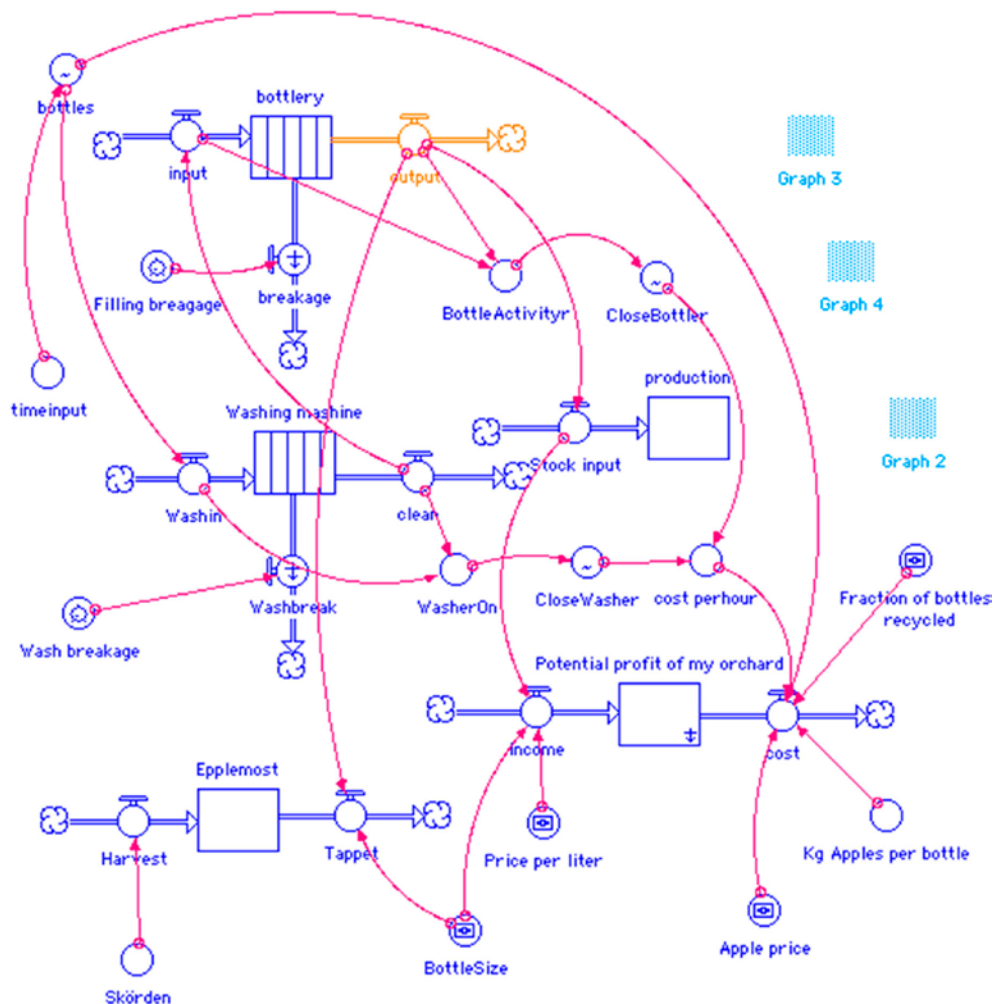 bottles
bottlery
input
output
Graph 3
Filling breagage
breakage
BottleActivityr
CloseBottler
Graph 4
timeinput
production
Washing mashine
Stock input
Graph 2
Washin
clean
Washbreak
WasherOn
CloseWasher
cost perhour
Fraction of bottles
recycled
Wash breakage
Potential profit of my orchard
income
cost
Epplemost
Harvest
Tappet
Price per liter
Kg Apples per bottle
BottleSize
Apple price
Skörden